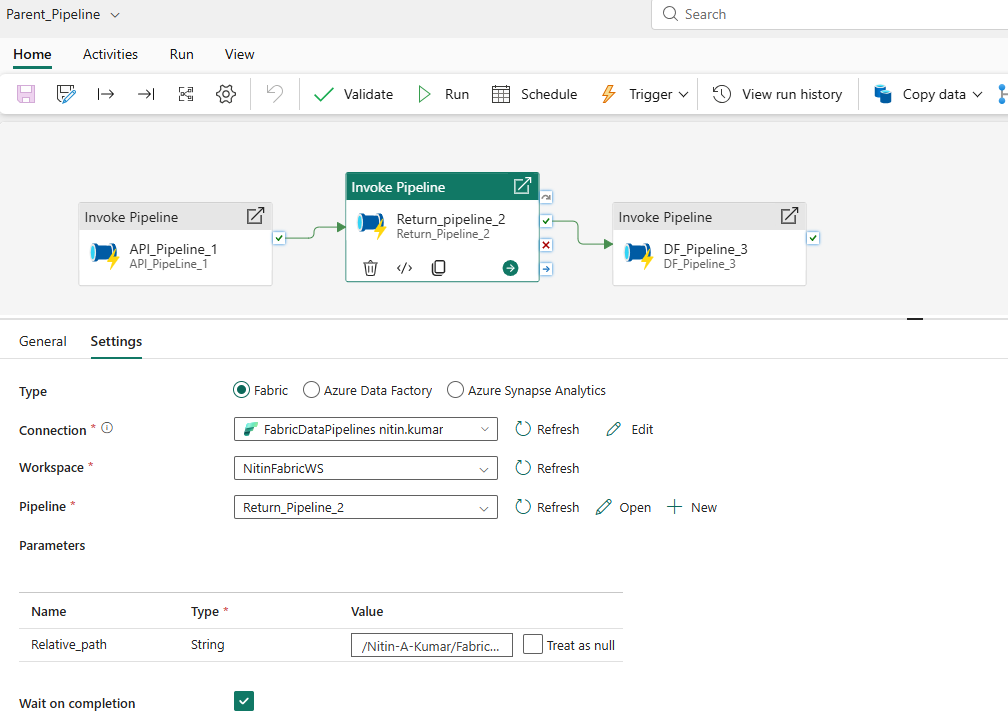 Parent_Pipeline
Search
Home Activities Run View
Validate Run Schedule Trigger View run history Copy data
Invoke Pipeline
API_Pipeline_1
API_PipeLine_1
Invoke Pipeline
Return_pipeline_2
Return_Pipeline_2
Invoke Pipeline
DF_Pipeline_3
DF_Pipeline_3
General Settings
Type Fabric Azure Data Factory Azure Synapse Analytics
Connection * FabricDataPipelines nitin.kumar Refresh Edit
Workspace * NitinFabricWS Refresh
Pipeline * Return_Pipeline_2 Refresh Open New
Parameters
Name Type * Value
Relative_path String /Nitin-A-Kumar/Fabric... Treat as null
Wait on completion